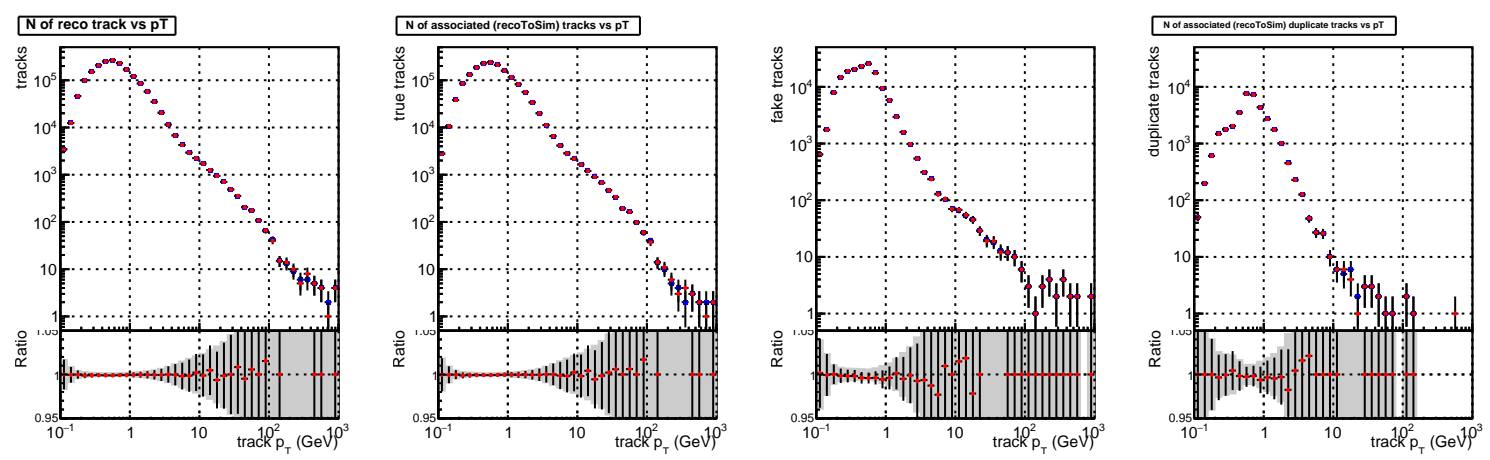 N of reco track vs pT
tracks
10^5
10^4
10^3
10^2
10
1
1.05
Ratio
1
0.95
10^-1 1 10 10^2 10^3
track p_T (GeV)
N of associated (recoToSim) tracks vs pT
true tracks
10^5
10^4
10^3
10^2
10
1
1.05
Ratio
1
0.95
10^-1 1 10 10^2 10^3
track p_T (GeV)
fake tracks
10^4
10^3
10^2
10
1
1.05
Ratio
1
0.95
10^-1 1 10 10^2 10^3
track p_T (GeV)
N of associated (recoToSim) duplicate tracks vs pT
duplicate tracks
10^4
10^3
10^2
10
1
1.05
Ratio
1
0.95
10^-1 1 10 10^2 10^3
track p_T (GeV)